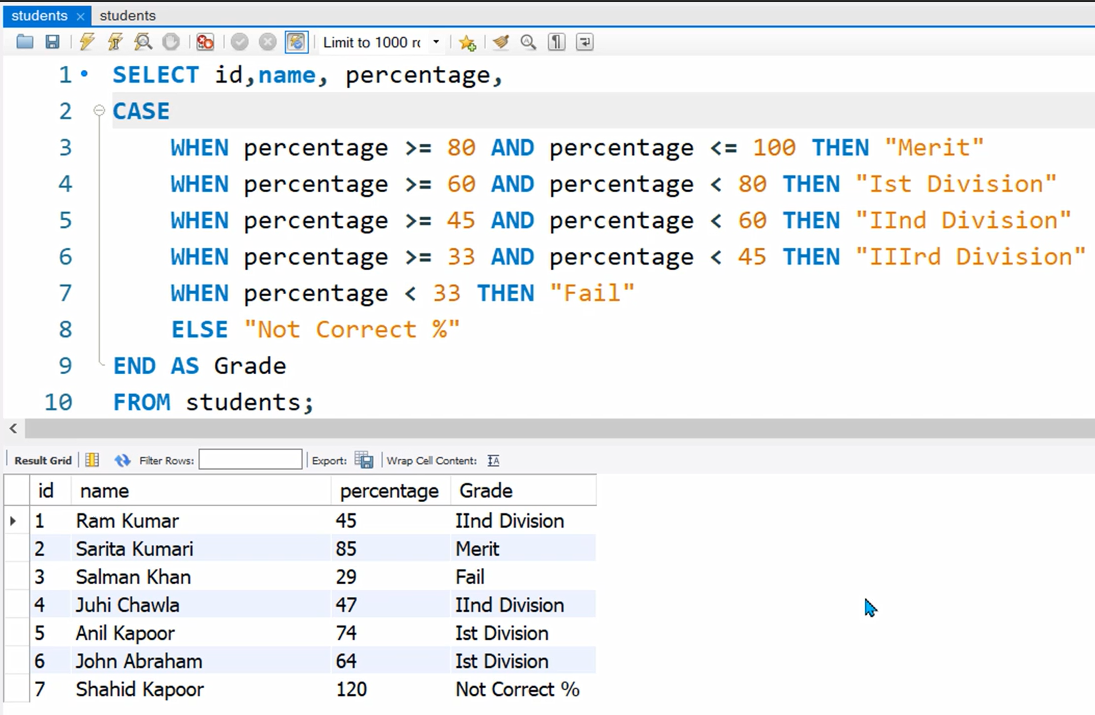 students × students
Limit to 1000 rc
1 SELECT id,name, percentage,
2 CASE
3 WHEN percentage >= 80 AND percentage <= 100 THEN "Merit"
4 WHEN percentage >= 60 AND percentage < 80 THEN "Ist Division"
5 WHEN percentage >= 45 AND percentage < 60 THEN "IInd Division"
6 WHEN percentage >= 33 AND percentage < 45 THEN "IIIrd Division"
7 WHEN percentage < 33 THEN "Fail"
8 ELSE "Not Correct %"
9 END AS Grade
10 FROM students;
Result Grid Filter Rows: Export: Wrap Cell Content: IA
id name percentage Grade
1 Ram Kumar 45 IInd Division
2 Sarita Kumari 85 Merit
3 Salman Khan 29 Fail
4 Juhi Chawla 47 IInd Division
5 Anil Kapoor 74 Ist Division
6 John Abraham 64 Ist Division
7 Shahid Kapoor 120 Not Correct %